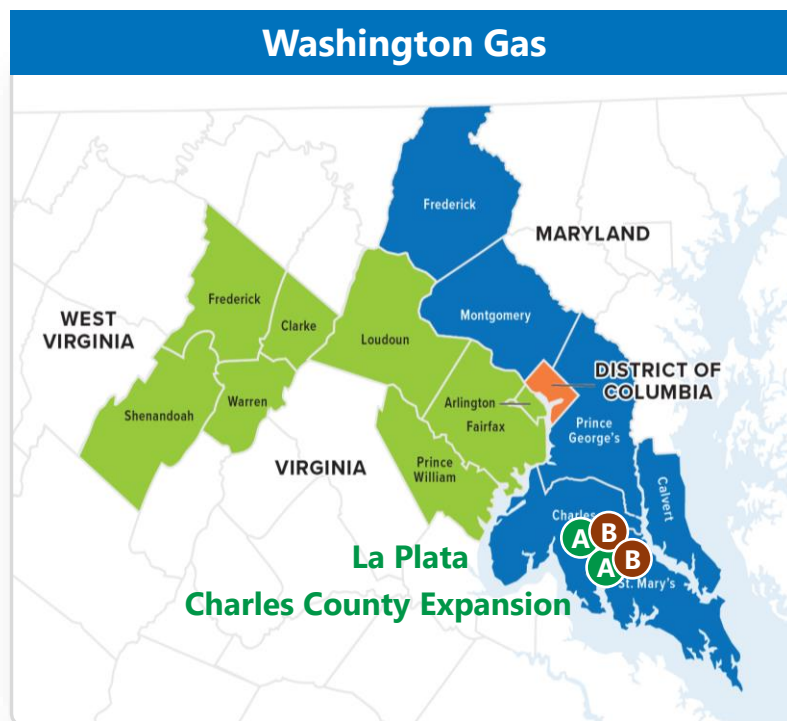 Washington Gas
Frederick
MARYLAND
WEST
VIRGINIA
Frederick
Clarke
Loudoun
Montgomery
DISTRICT OF
COLUMBIA
Shenandoah
Warren
Arlington
Fairfax
Prince
George's
VIRGINIA
Prince
William
Calvert
Charles
A B
A B
St. Mary's
La Plata
Charles County Expansion